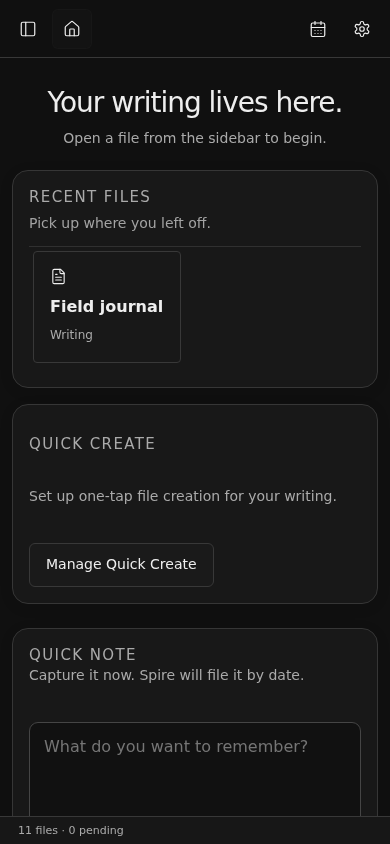 Your writing lives here.
Open a file from the sidebar to begin.
RECENT FILES
Pick up where you left off.
Field journal
Writing
QUICK CREATE
Set up one-tap file creation for your writing.
Manage Quick Create
QUICK NOTE
Capture it now. Spire will file it by date.
What do you want to remember?
11 files · 0 pending